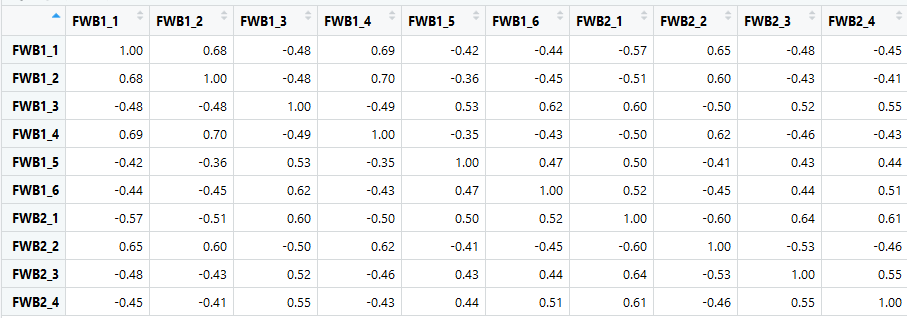 FWB1_1 FWB1_2 FWB1_3 FWB1_4 FWB1_5 FWB1_6 FWB2_1 FWB2_2 FWB2_3 FWB2_4
FWB1_1 1.00 0.68 -0.48 0.69 -0.42 -0.44 -0.57 0.65 -0.48 -0.45
FWB1_2 0.68 1.00 -0.48 0.70 -0.36 -0.45 -0.51 0.60 -0.43 -0.41
FWB1_3 -0.48 -0.48 1.00 -0.49 0.53 0.62 0.60 -0.50 0.52 0.55
FWB1_4 0.69 0.70 -0.49 1.00 -0.35 -0.43 -0.50 0.62 -0.46 -0.43
FWB1_5 -0.42 -0.36 0.53 -0.35 1.00 0.47 0.50 -0.41 0.43 0.44
FWB1_6 -0.44 -0.45 0.62 -0.43 0.47 1.00 0.52 -0.45 0.44 0.51
FWB2_1 -0.57 -0.51 0.60 -0.50 0.50 0.52 1.00 -0.60 0.64 0.61
FWB2_2 0.65 0.60 -0.50 0.62 -0.41 -0.45 -0.60 1.00 -0.53 -0.46
FWB2_3 -0.48 -0.43 0.52 -0.46 0.43 0.44 0.64 -0.53 1.00 0.55
FWB2_4 -0.45 -0.41 0.55 -0.43 0.44 0.51 0.61 -0.46 0.55 1.00